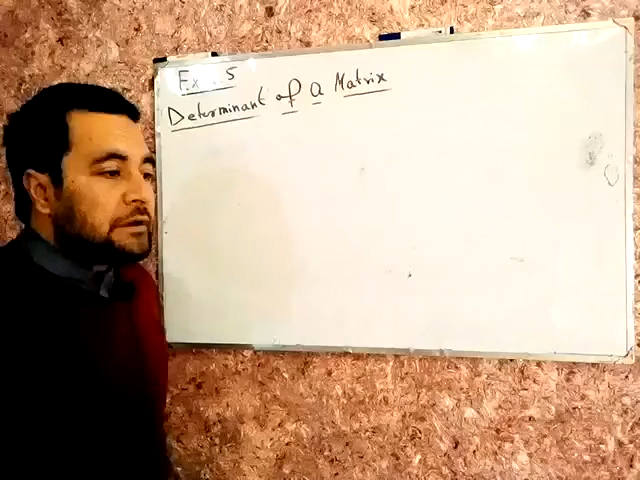 Ex . 5
Determinant of a Matrix